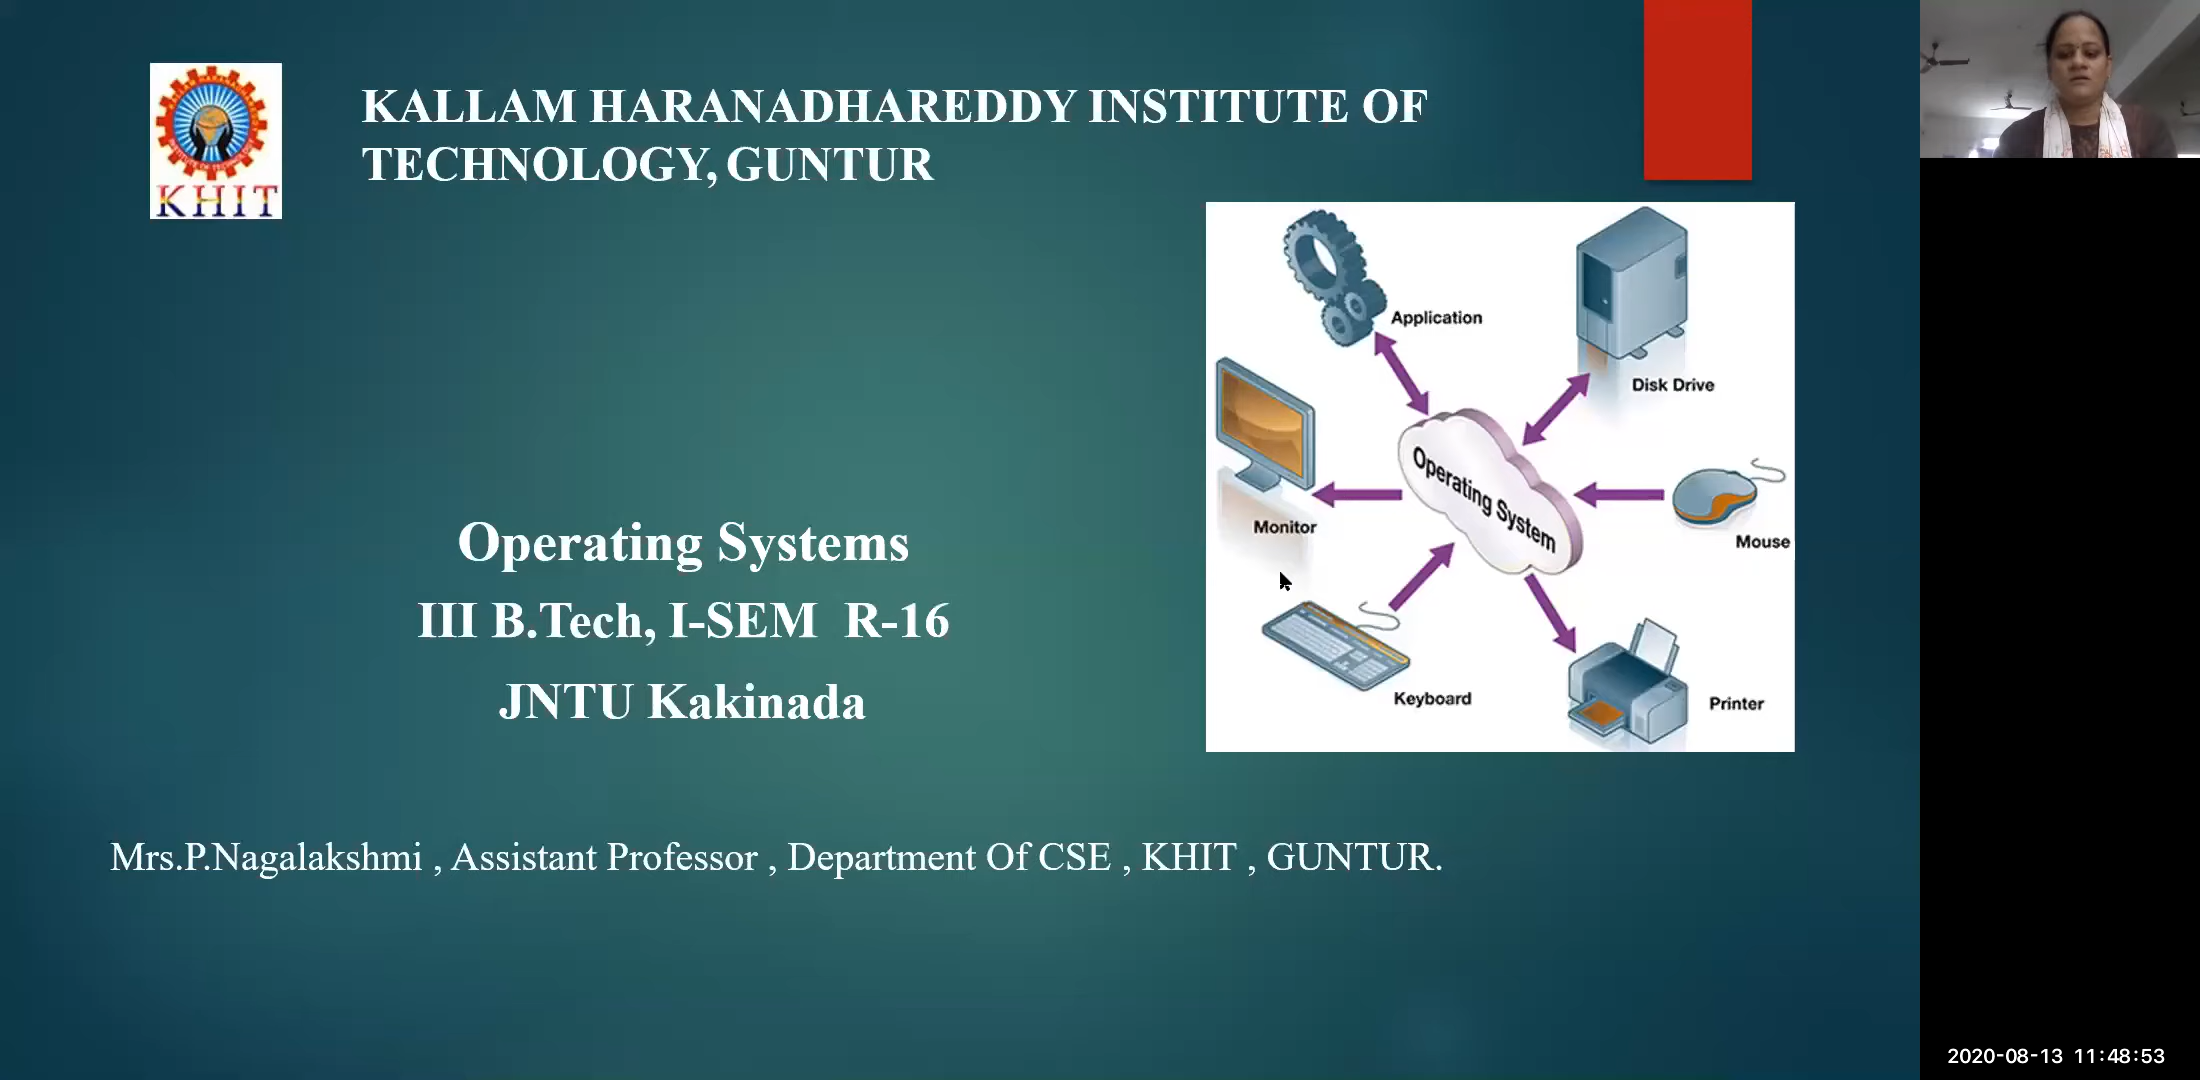 KALLAM HARANADHAREDDY INSTITUTE OF
TECHNOLOGY, GUNTUR
KHIT
Application
Disk Drive
Operating System
Monitor
Mouse
Keyboard
Printer
Operating Systems
III B.Tech, I-SEM R-16
JNTU Kakinada
Mrs.P.Nagalakshmi , Assistant Professor , Department Of CSE , KHIT , GUNTUR.
2020-08-13 11:48:53